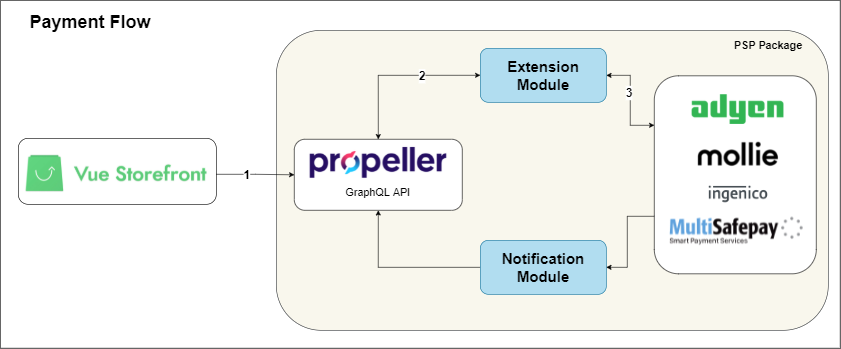 Payment Flow
PSP Package
Extension
Module
2
3
adyen
mollie
ingenico
MultiSafepay
Smart Payment Services
Vue Storefront
1
propeller
GraphQL API
Notification
Module